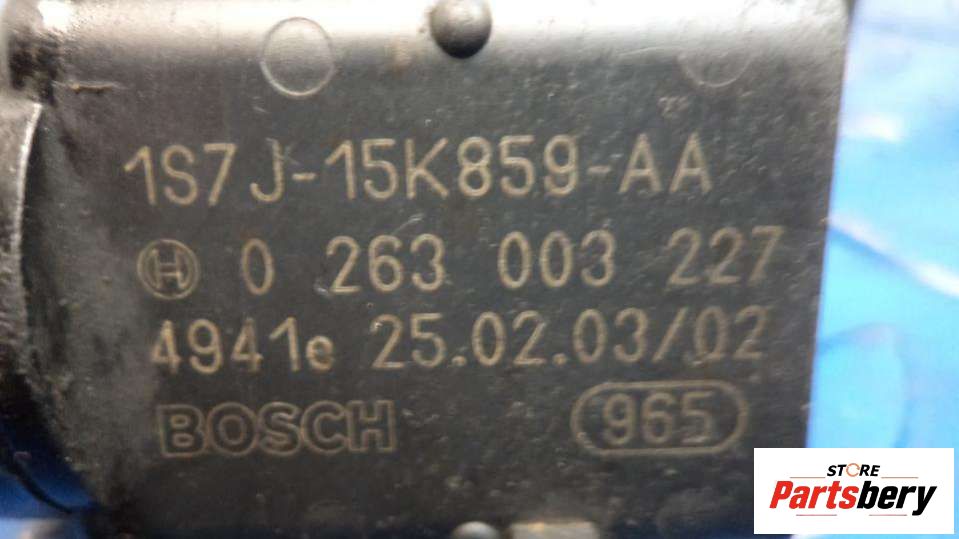 1S7J-15K859-AA
0 263 003 227
4941e 25.02.03/02
BOSCH 965
STORE
Partsbery